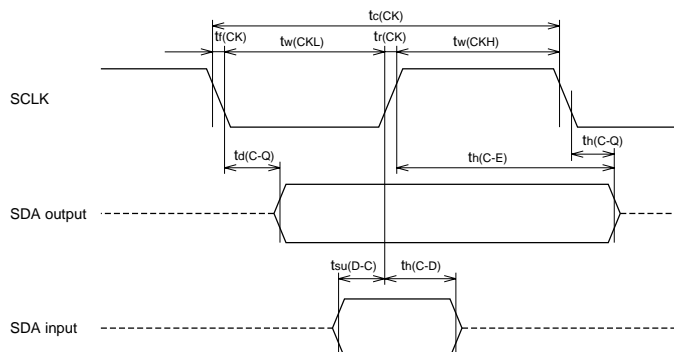 tc(CK)
tf(CK) tw(CKL) tr(CK) tw(CKH)
SCLK
td(C-Q) th(C-E) th(C-Q)
SDA output
tsu(D-C) th(C-D)
SDA input